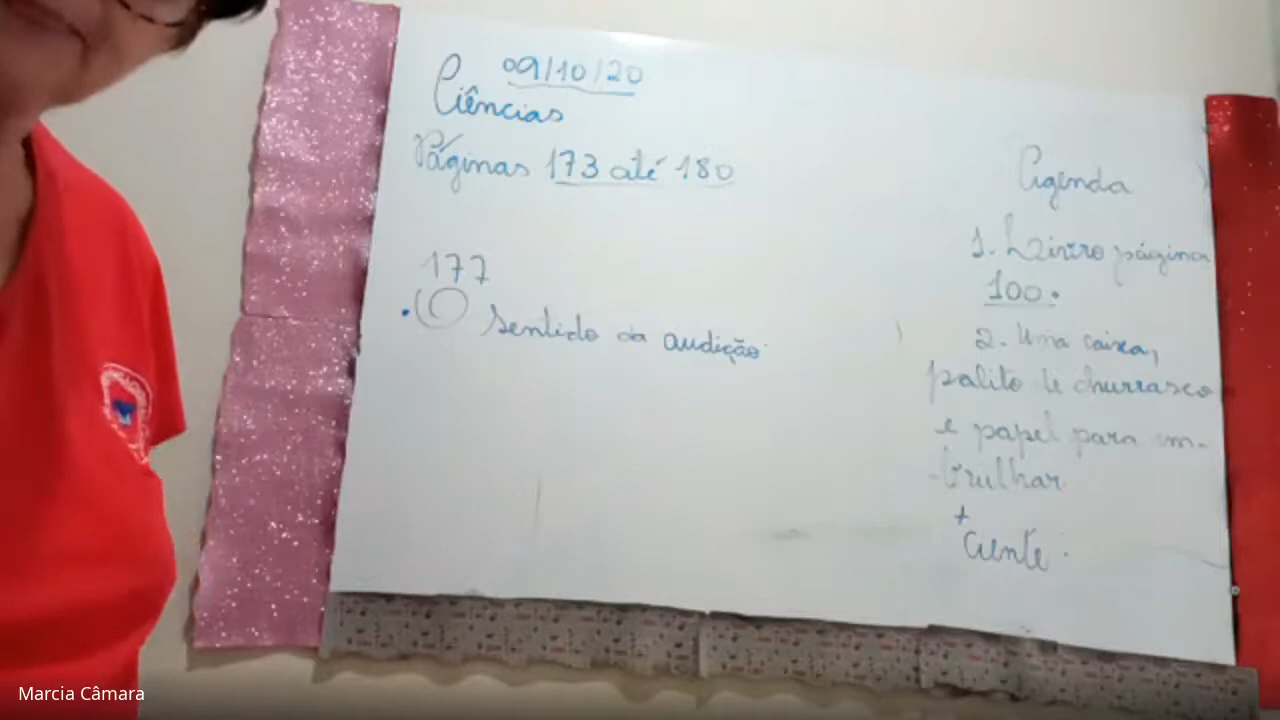 09/10/20
Ciências
Páginas 173 até 180
177
. O Sentido da audição
Agenda
1. Livro página
100.
2. Uma caixa,
palito de churrasco
e papel para em-
brulhar
+
Ciente.
Marcia Câmara